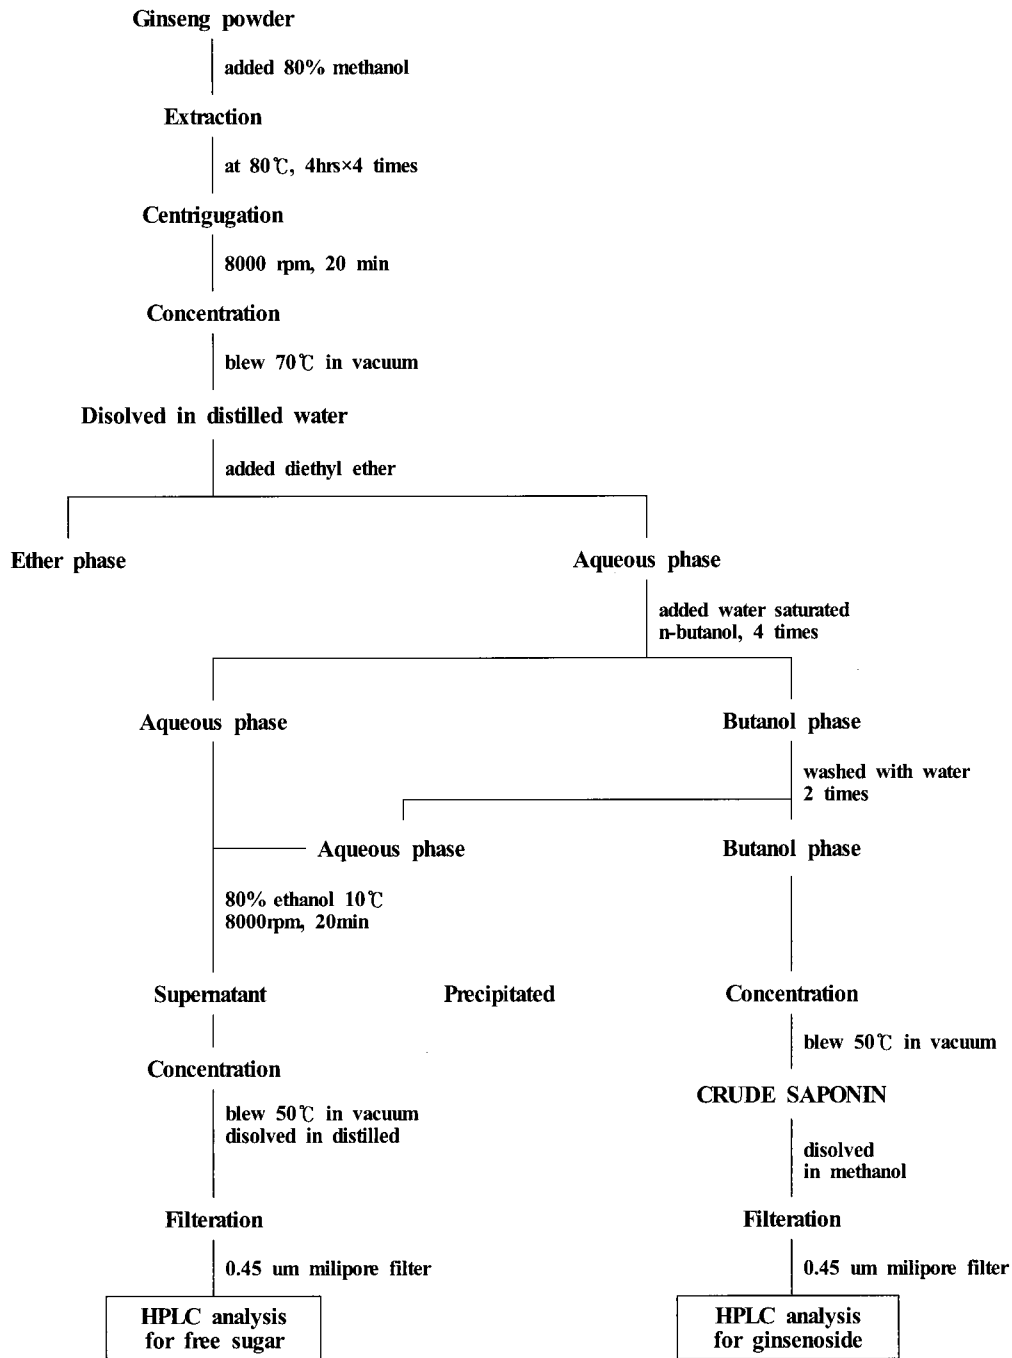 Ginseng powder
added 80% methanol
Extraction
at 80℃, 4hrs×4 times
Centrigugation
8000 rpm, 20 min
Concentration
blew 70℃ in vacuum
Disolved in distilled water
added diethyl ether
Ether phase
Aqueous phase
added water saturated
n-butanol, 4 times
Aqueous phase
Butanol phase
washed with water
2 times
Aqueous phase
Butanol phase
80% ethanol 10℃
8000rpm, 20min
Supernatant
Precipitated
Concentration
blew 50℃ in vacuum
Concentration
CRUDE SAPONIN
blew 50℃ in vacuum
disolved in distilled
disolved
in methanol
Filteration
Filteration
0.45 um milipore filter
0.45 um milipore filter
HPLC analysis
for free sugar
HPLC analysis
for ginsenoside